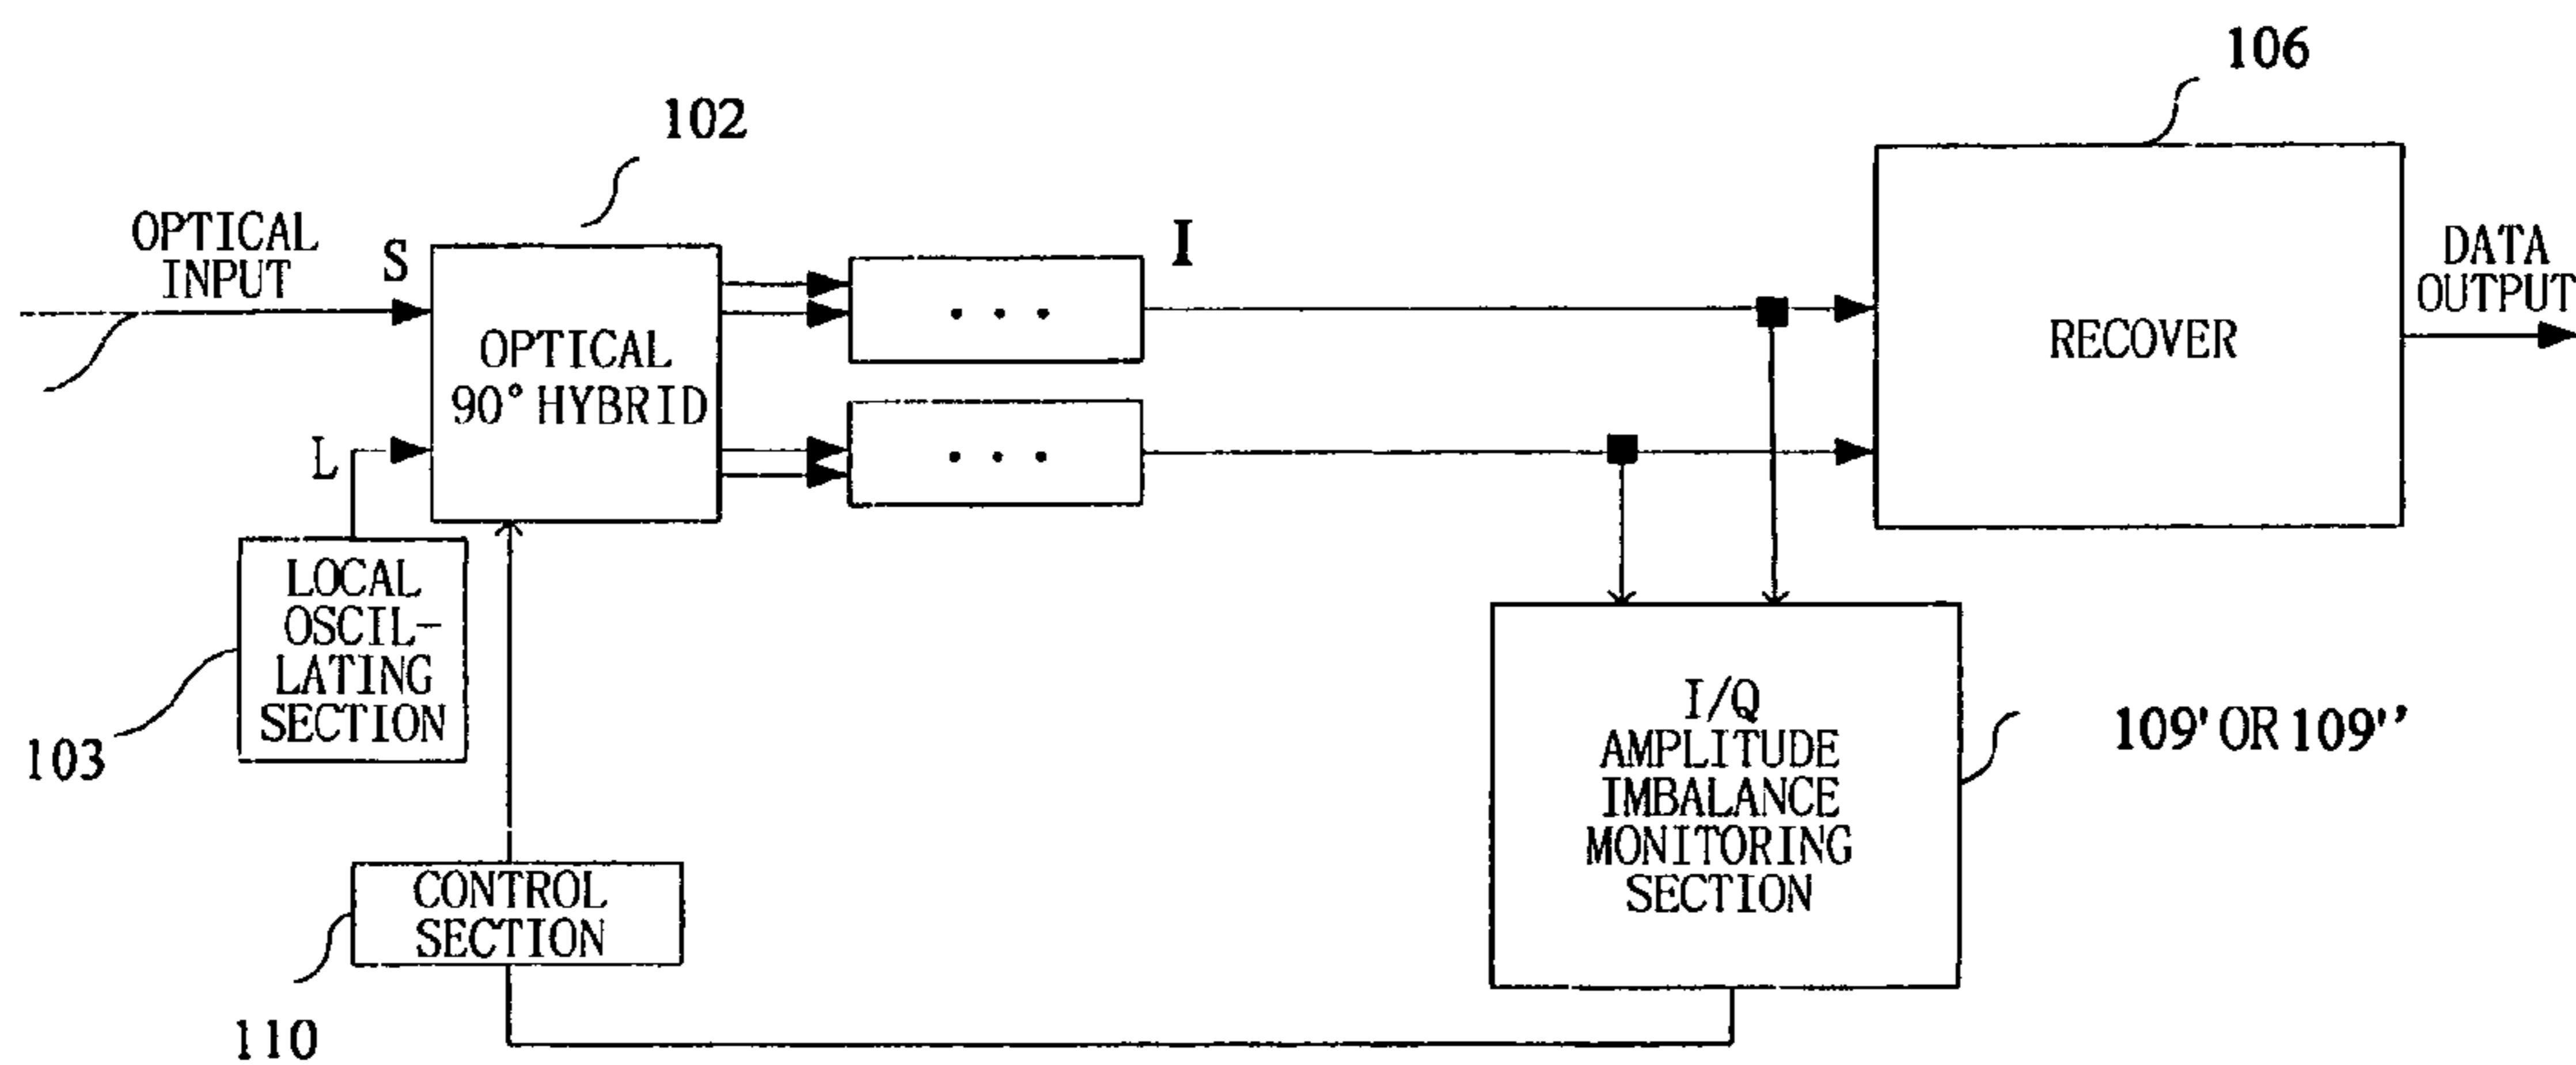 106
102
OPTICAL
INPUT
S
I
DATA
OUTPUT
OPTICAL
90° HYBRID
• • •
RECOVER
L
• • •
LOCAL
OSCIL-
LATING
SECTION
103
I/Q
AMPLITUDE
IMBALANCE
MONITORING
SECTION
109' OR 109''
CONTROL
SECTION
110